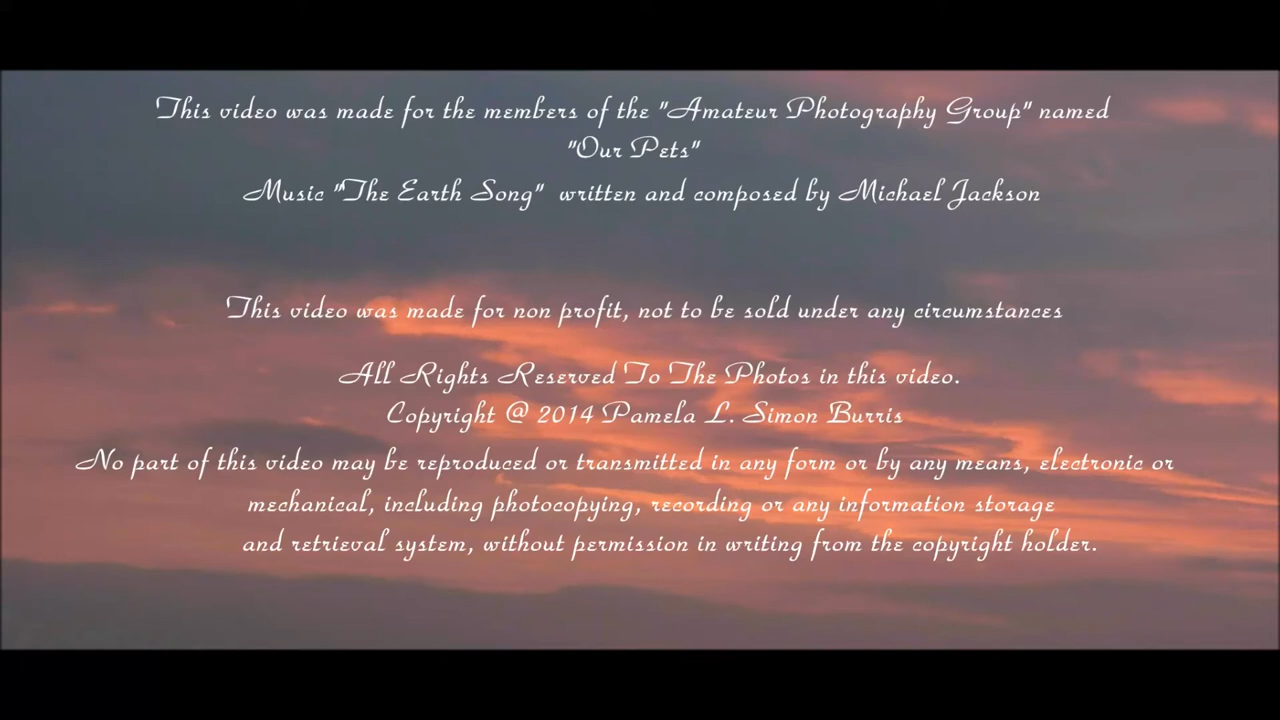 This video was made for the members of the "Amateur Photography Group" named
"Our Pets"
Music "The Earth Song" written and composed by Michael Jackson
This video was made for non profit, not to be sold under any circumstances
All Rights Reserved To The Photos in this video.
Copyright @ 2014 Pamela L. Simon Burris
No part of this video may be reproduced or transmitted in any form or by any means, electronic or
mechanical, including photocopying, recording or any information storage
and retrieval system, without permission in writing from the copyright holder.